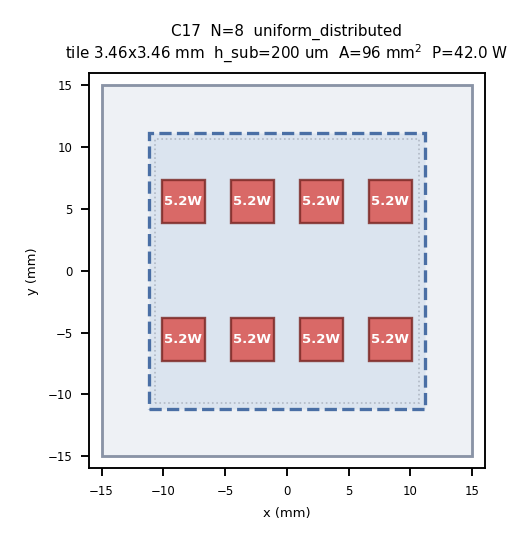 C17 N=8 uniform_distributed
tile 3.46x3.46 mm h_sub=200 um A=96 mm² P=42.0 W
15
10
5
0
−5
−10
−15
y (mm)
5.2W 5.2W 5.2W 5.2W
5.2W 5.2W 5.2W 5.2W
−15 −10 −5 0 5 10 15
x (mm)